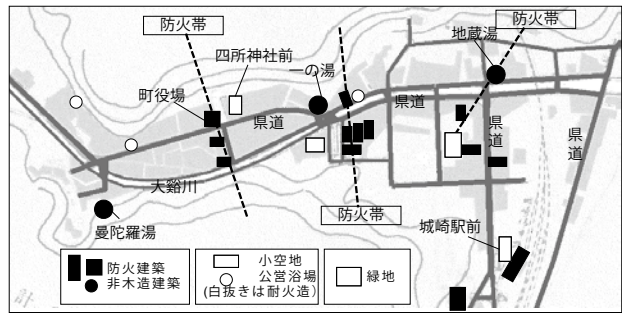 防火帯
防火帯
四所神社前
地蔵湯
一の湯
町役場
県道
県道
県道
県道
大谿川
防火帯
曼陀羅湯
城崎駅前
防火建築
非木造建築
小空地
公営浴場
(白抜きは耐火造)
緑地